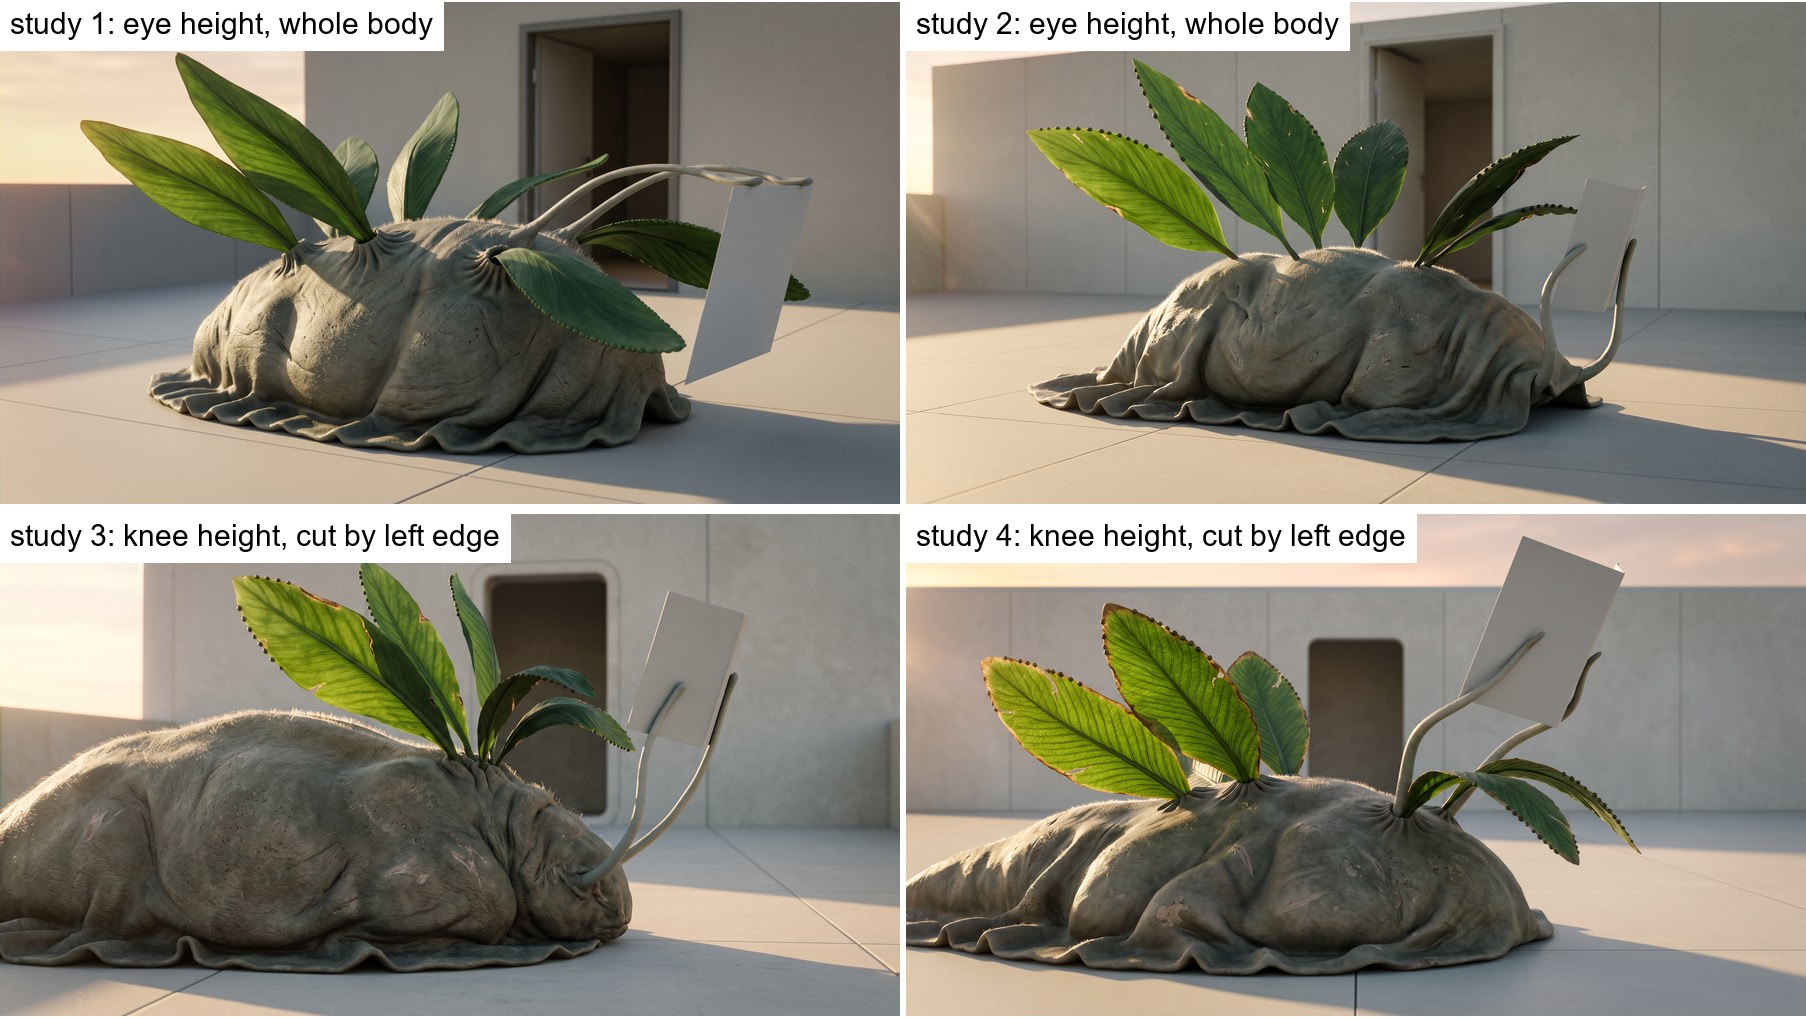 study 1: eye height, whole body
study 2: eye height, whole body
study 3: knee height, cut by left edge
study 4: knee height, cut by left edge